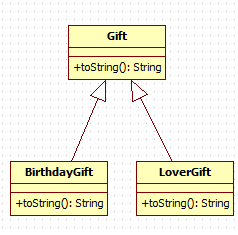 Gift
+toString(): String
BirthdayGift
+toString(): String
LoverGift
+toString(): String